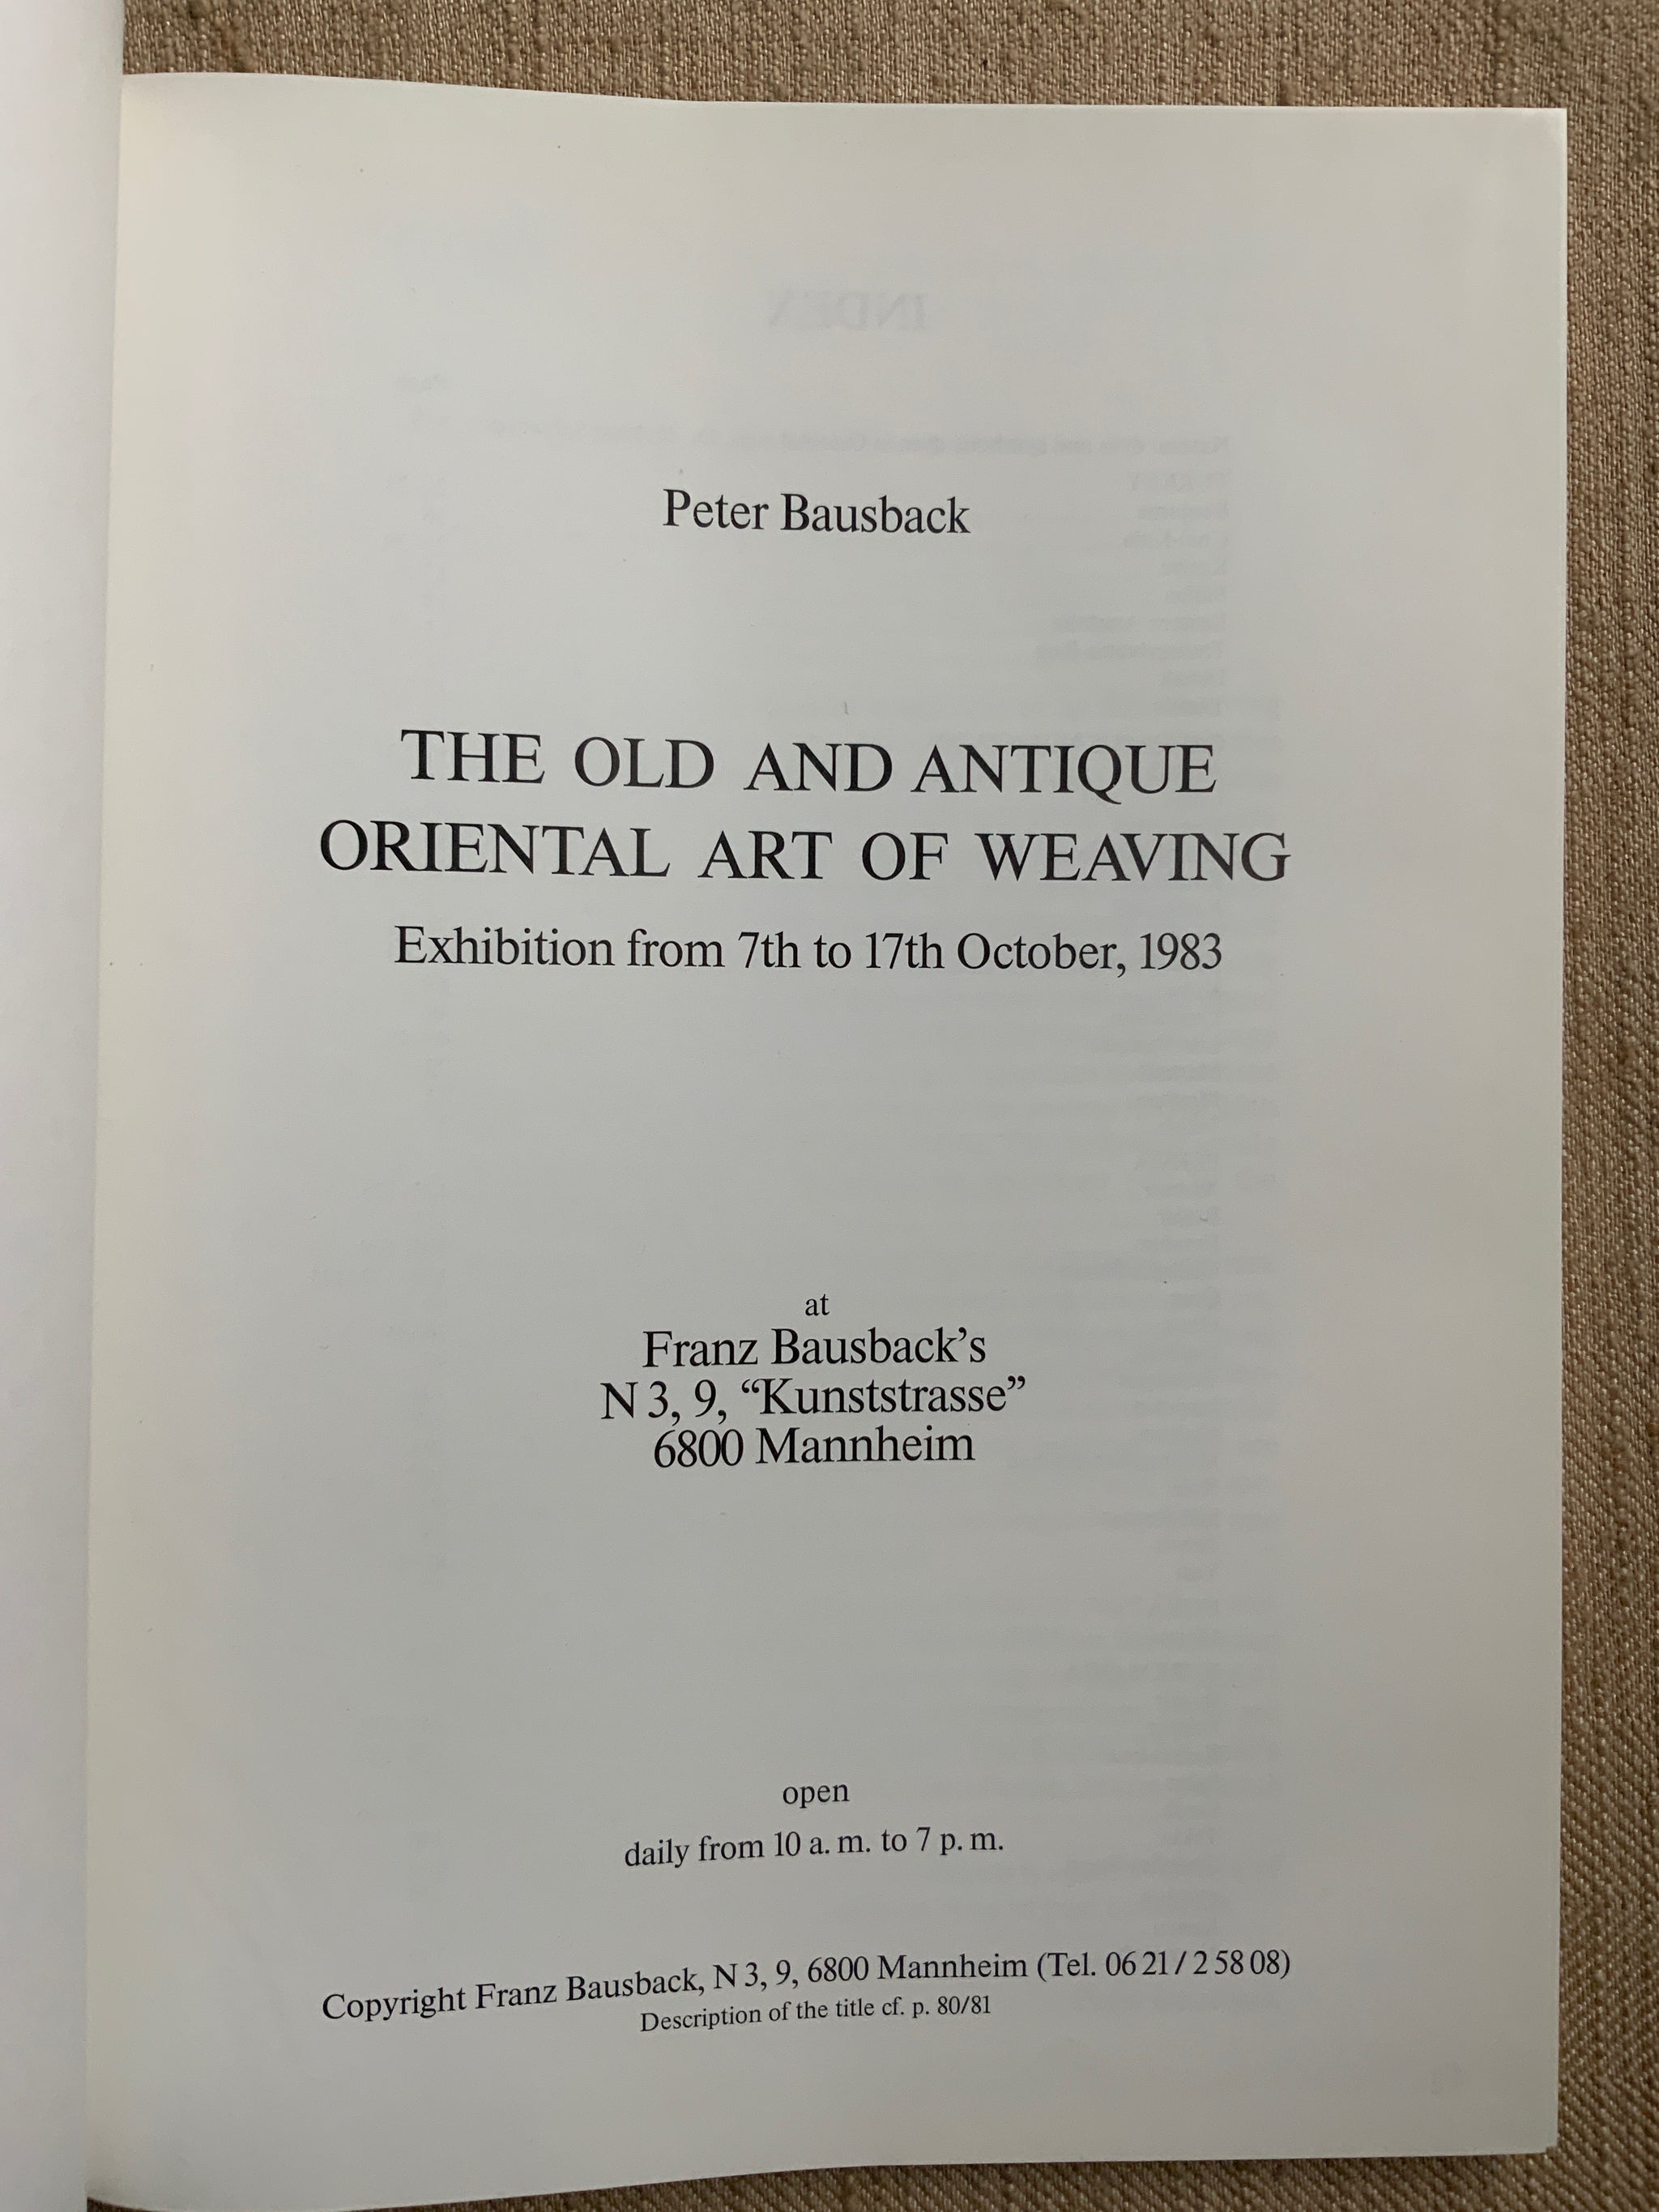 Peter Bausback
THE OLD AND ANTIQUE
ORIENTAL ART OF WEAVING
Exhibition from 7th to 17th October, 1983
at
Franz Bausback’s
N 3, 9, “Kunststrasse”
6800 Mannheim
open
daily from 10 a. m. to 7 p. m.
Copyright Franz Bausback, N 3, 9, 6800 Mannheim (Tel. 06 21 / 2 58 08)
Description of the title cf. p. 80/81